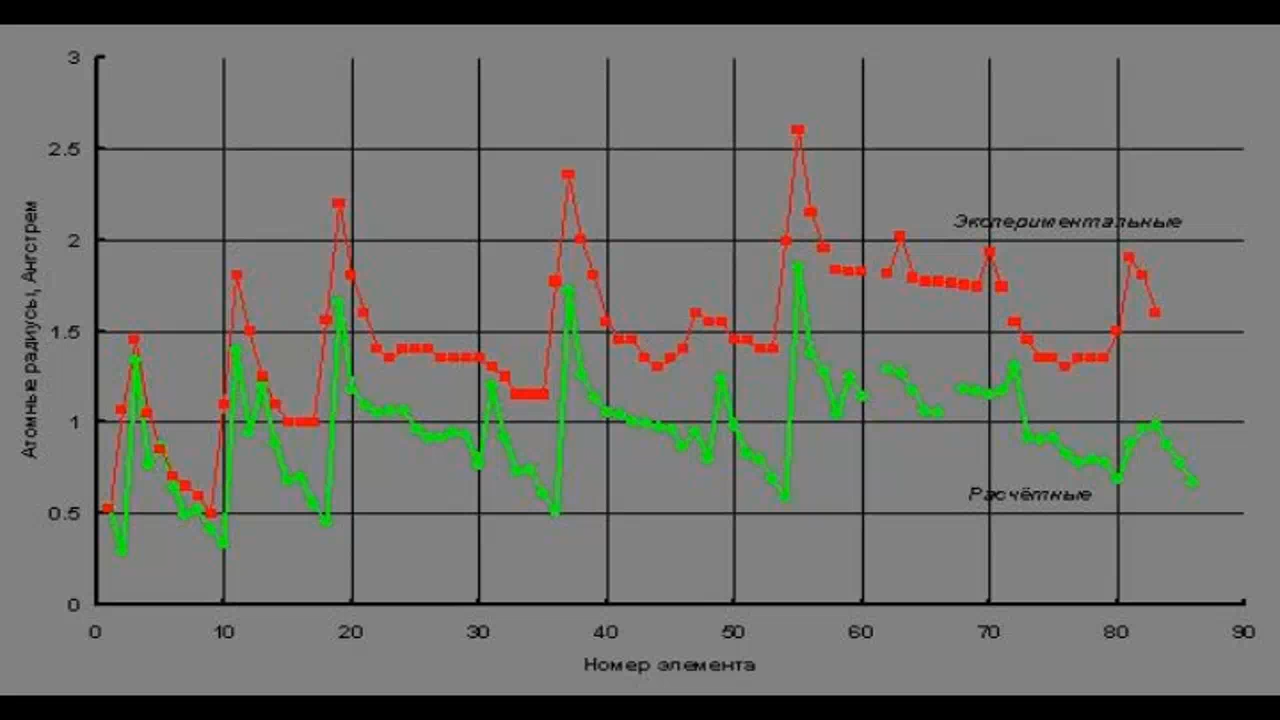 3
2.5
2
1.5
1
0.5
0
0 10 20 30 40 50 60 70 80 90
Атомные радиусы, Ангстрем
Экспериментальные
Расчётные
Номер элемента